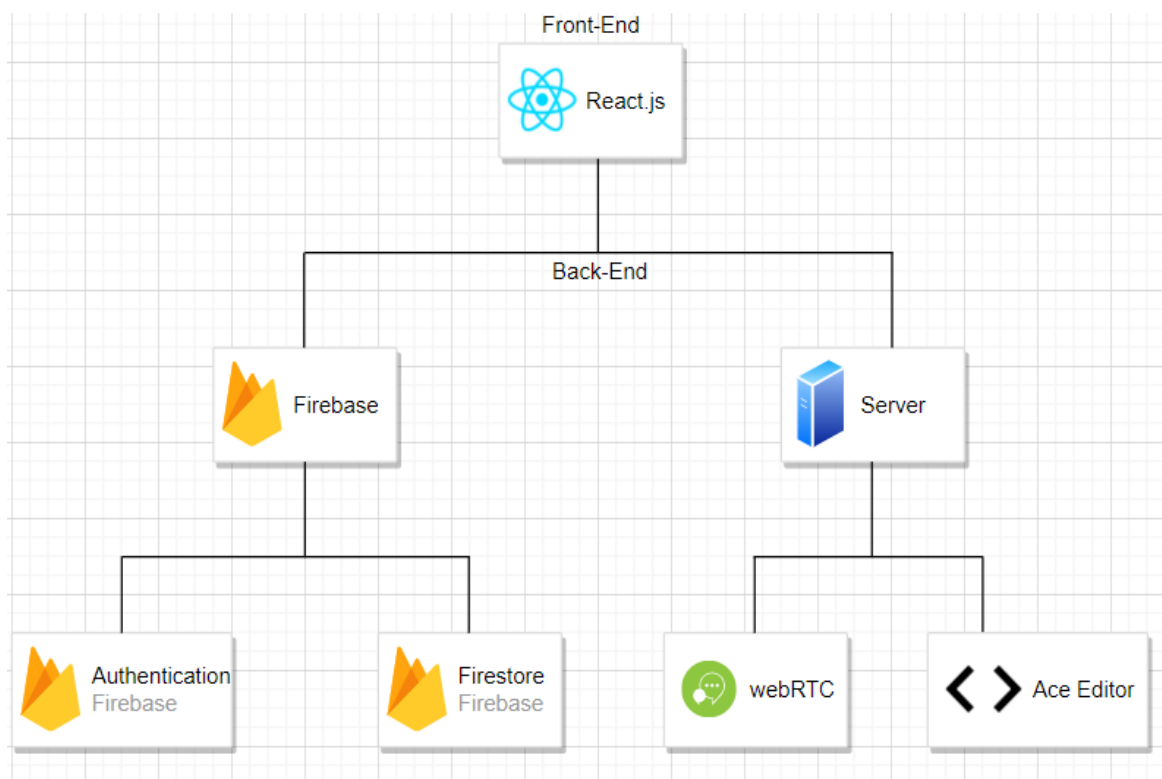 Front-End
React.js
Back-End
Firebase
Server
Authentication
Firebase
Firestore
Firebase
webRTC
Ace Editor